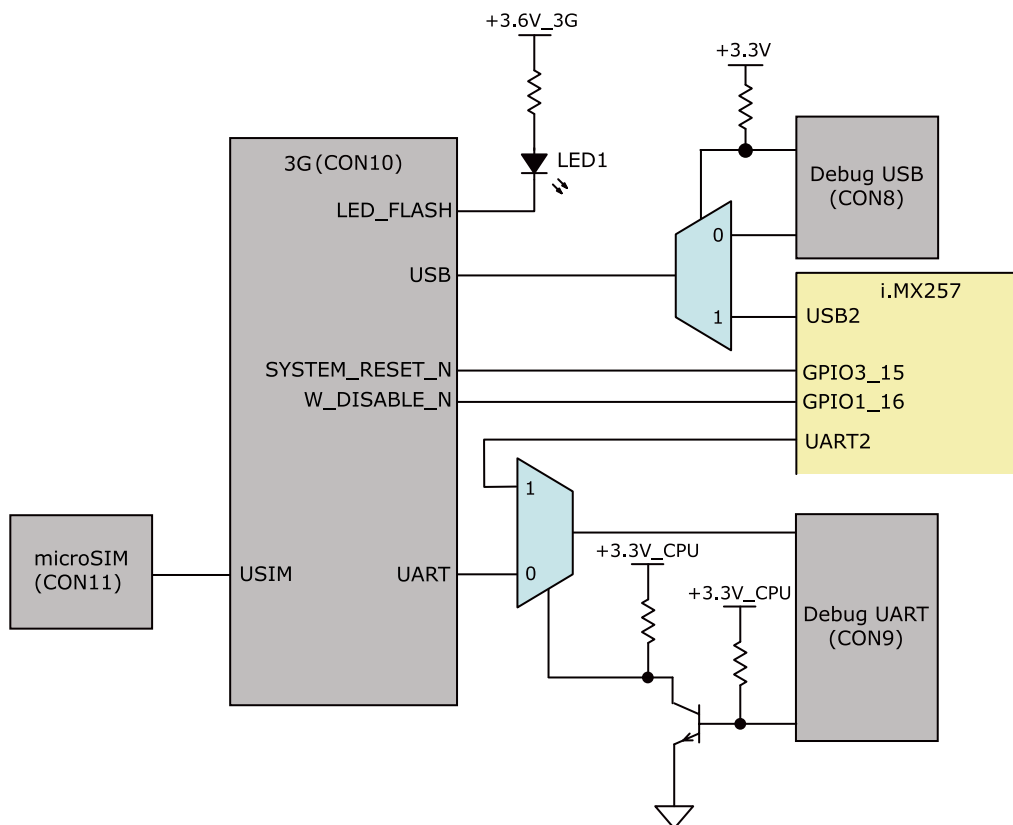 +3.6V_3G
+3.3V
3G(CON10)
LED1
LED_FLASH
Debug USB
(CON8)
0
USB
i.MX257
1
USB2
SYSTEM_RESET_N
GPIO3_15
W_DISABLE_N
GPIO1_16
UART2
1
microSIM
(CON11)
USIM
UART
0
+3.3V_CPU
+3.3V_CPU
Debug UART
(CON9)